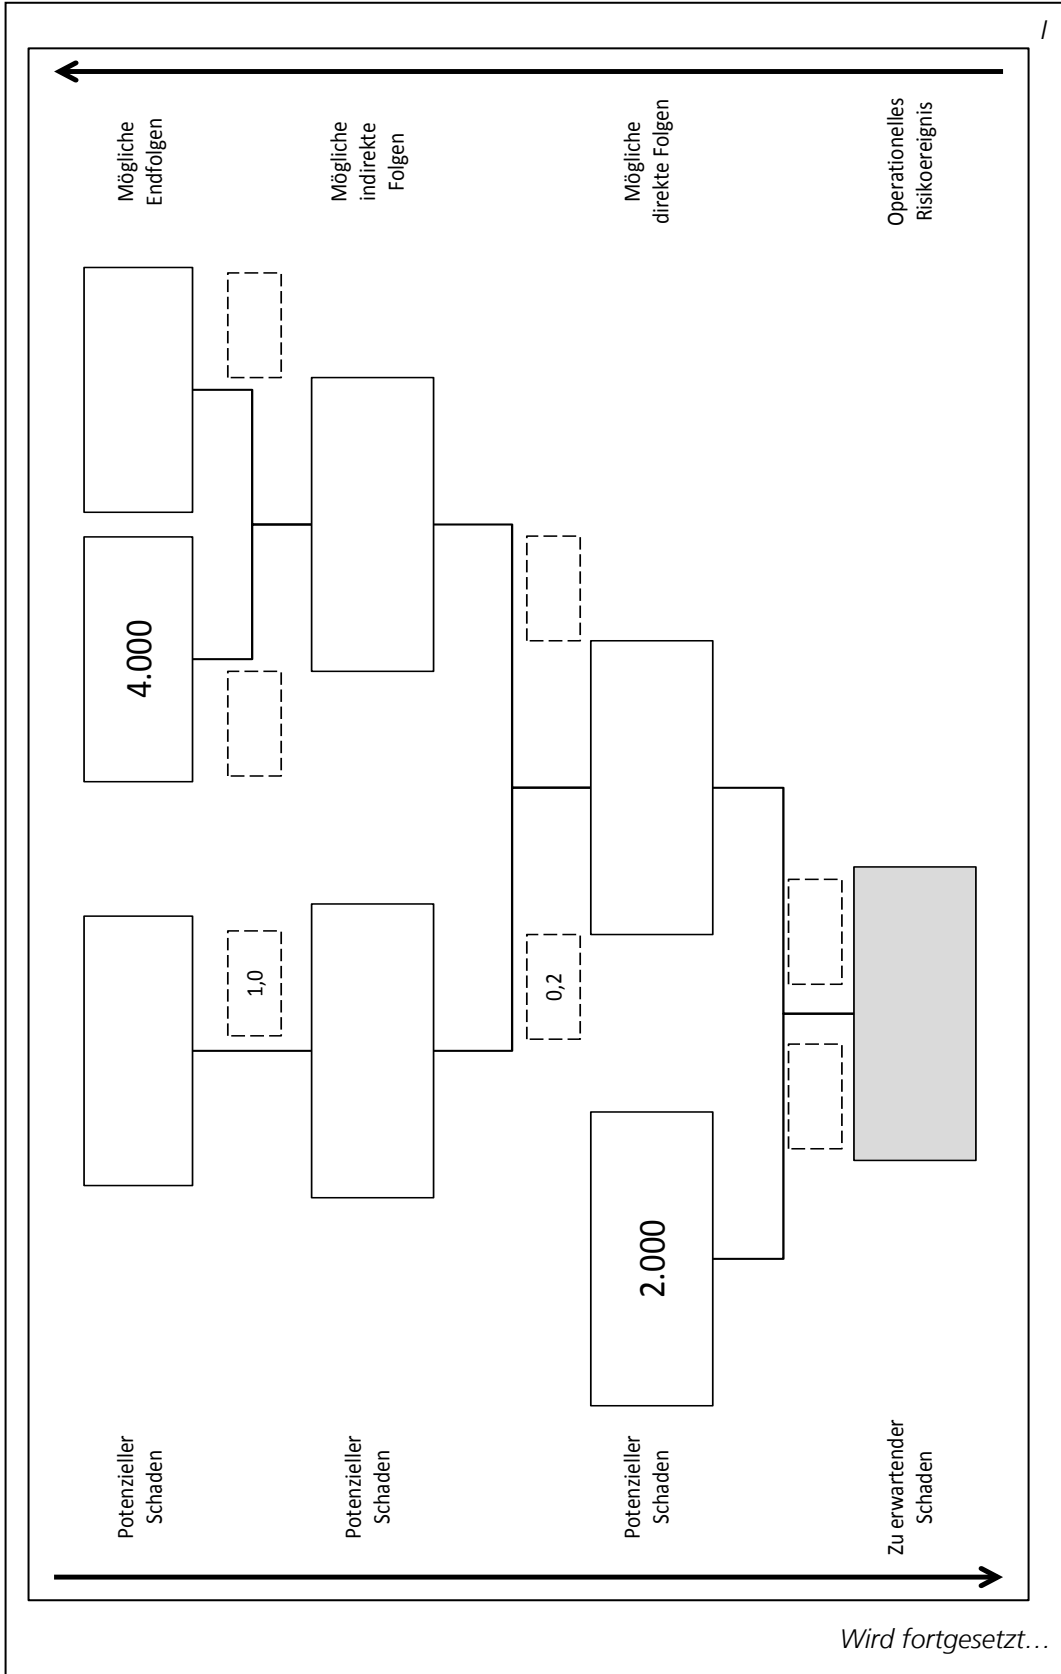 l
Mögliche
Endfolgen
Mögliche
indirekte
Folgen
Mögliche
direkte Folgen
Operationelles
Risikoereignis
4.000
1,0
0,2
2.000
Potenzieller
Schaden
Potenzieller
Schaden
Potenzieller
Schaden
Zu erwartender
Schaden
Wird fortgesetzt…